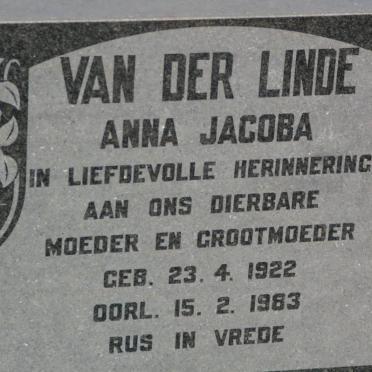 VAN DER LINDE
ANNA JACOBA
IN LIEFDEVOLLE HERINNERING
AAN ONS DIERBARE
MOEDER EN GROOTMOEDER
GEB. 23. 4. 1922
OORL. 15. 2. 1983
RUS IN VREDE